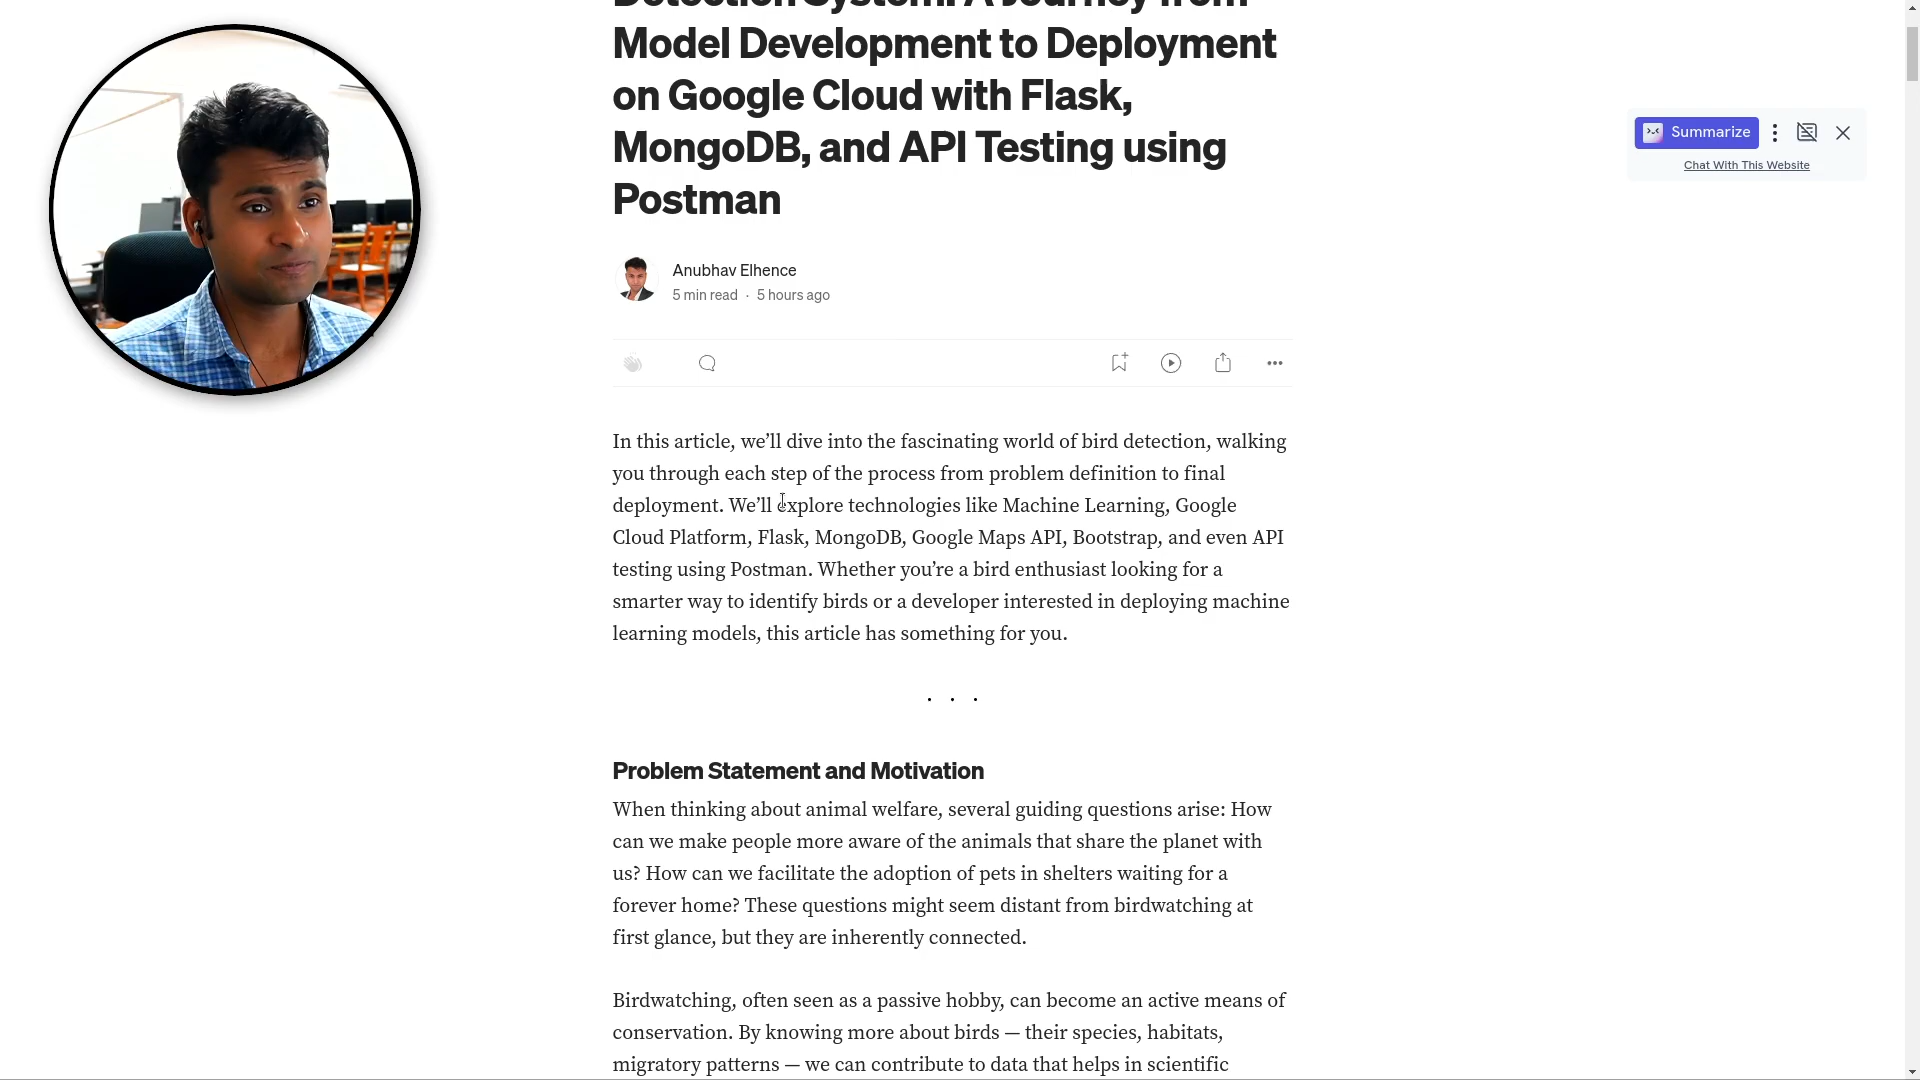 Detection System: A Journey from
Model Development to Deployment
on Google Cloud with Flask,
MongoDB, and API Testing using
Postman
Summarize
Chat With This Website
Anubhav Elhence
5 min read · 5 hours ago
In this article, we’ll dive into the fascinating world of bird detection, walking
you through each step of the process from problem definition to final
deployment. We’ll explore technologies like Machine Learning, Google
Cloud Platform, Flask, MongoDB, Google Maps API, Bootstrap, and even API
testing using Postman. Whether you’re a bird enthusiast looking for a
smarter way to identify birds or a developer interested in deploying machine
learning models, this article has something for you.
· · ·
Problem Statement and Motivation
When thinking about animal welfare, several guiding questions arise: How
can we make people more aware of the animals that share the planet with
us? How can we facilitate the adoption of pets in shelters waiting for a
forever home? These questions might seem distant from birdwatching at
first glance, but they are inherently connected.
Birdwatching, often seen as a passive hobby, can become an active means of
conservation. By knowing more about birds — their species, habitats,
migratory patterns — we can contribute to data that helps in scientific